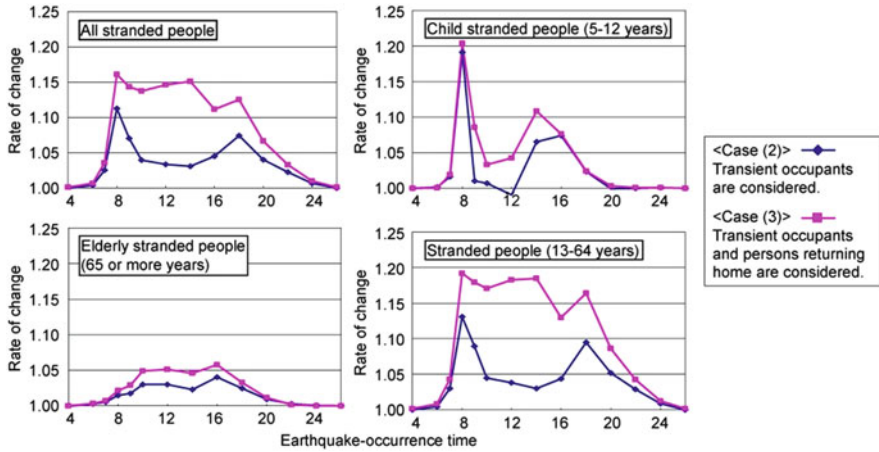 All stranded people
Rate of change
1.25
1.20
1.15
1.10
1.05
1.00
4 8 12 16 20 24
Child stranded people (5-12 years)
Rate of change
1.25
1.20
1.15
1.10
1.05
1.00
4 8 12 16 20 24
Elderly stranded people
(65 or more years)
Rate of change
1.25
1.20
1.15
1.10
1.05
1.00
4 8 12 16 20 24
Stranded people (13-64 years)
Rate of change
1.25
1.20
1.15
1.10
1.05
1.00
4 8 12 16 20 24
Earthquake-occurrence time
<Case (2)>
Transient occupants
are considered.
<Case (3)>
Transient occupants
and persons returning
home are considered.